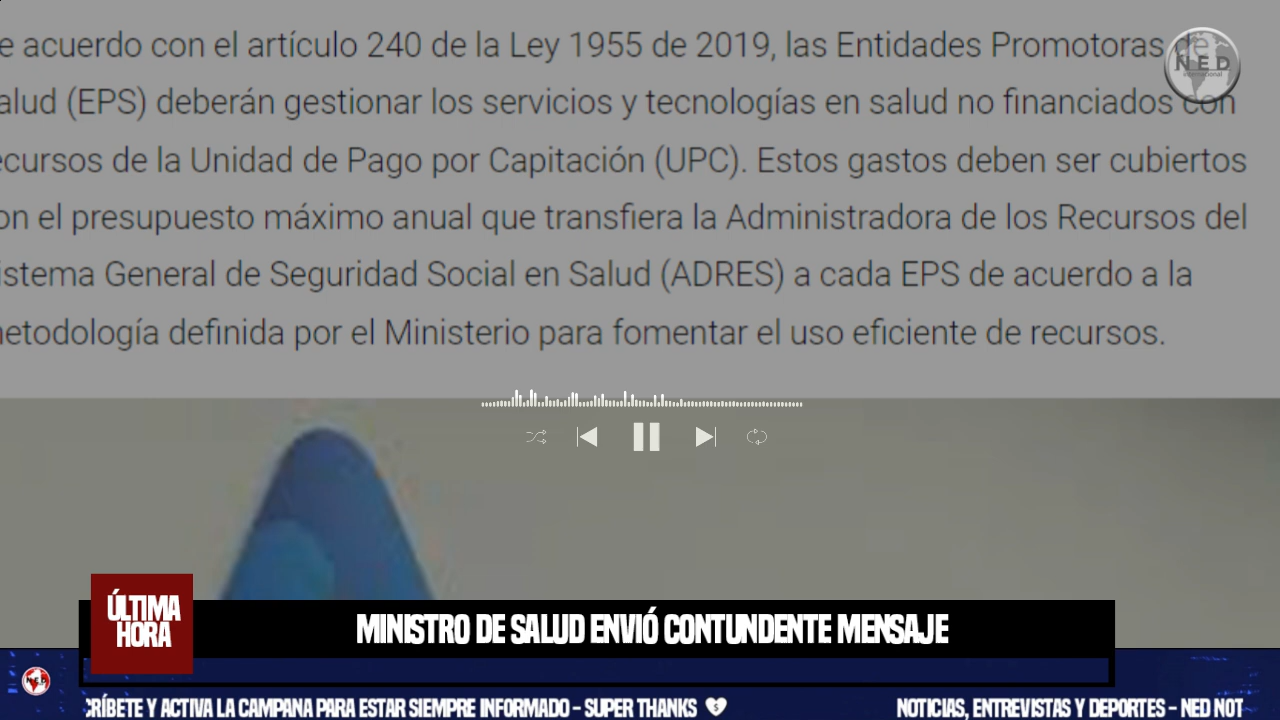 e acuerdo con el artículo 240 de la Ley 1955 de 2019, las Entidades Promotoras de
alud (EPS) deberán gestionar los servicios y tecnologías en salud no financiados con
ecursos de la Unidad de Pago por Capitación (UPC). Estos gastos deben ser cubiertos
on el presupuesto máximo anual que transfiera la Administradora de los Recursos del
istema General de Seguridad Social en Salud (ADRES) a cada EPS de acuerdo a la
netodología definida por el Ministerio para fomentar el uso eficiente de recursos.
NED
international
ÚLTIMA
HORA
MINISTRO DE SALUD ENVIÓ CONTUNDENTE MENSAJE
NED
CRÍBETE Y ACTIVA LA CAMPANA PARA ESTAR SIEMPRE INFORMADO - SUPER THANKS
NOTICIAS, ENTREVISTAS Y DEPORTES - NED NOT